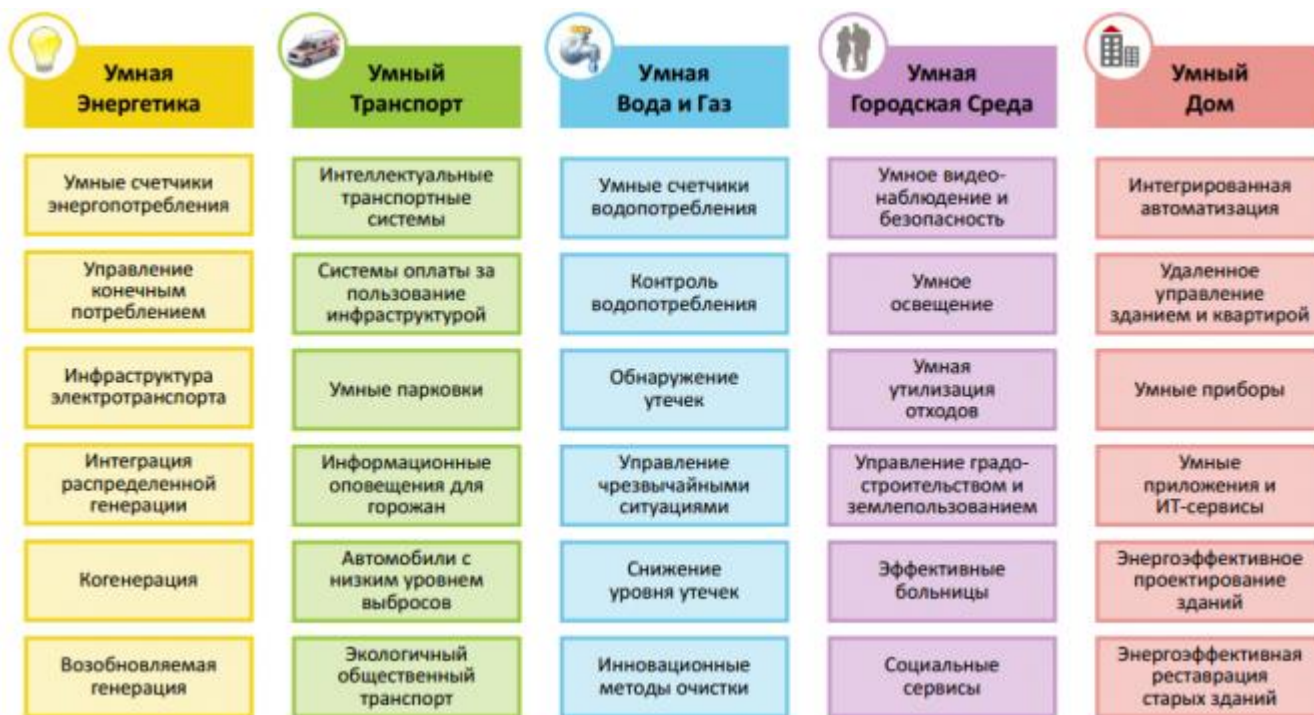 Умная
Энергетика
Умные счетчики
энергопотребления
Управление
конечным
потреблением
Инфраструктура
электротранспорта
Интеграция
распределенной
генерации
Когенерация
Возобновляемая
генерация
Умный
Транспорт
Интеллектуальные
транспортные
системы
Системы оплаты за
пользование
инфраструктурой
Умные парковки
Информационные
оповещения для
горожан
Автомобили с
низким уровнем
выбросов
Экологичный
общественный
транспорт
Умная
Вода и Газ
Умные счетчики
водопотребления
Контроль
водопотребления
Обнаружение
утечек
Управление
чрезвычайными
ситуациями
Снижение
уровня утечек
Инновационные
методы очистки
Умная
Городская Среда
Умное видео-
наблюдение и
безопасность
Умное
освещение
Умная
утилизация
отходов
Управление градо-
строительством и
землепользованием
Эффективные
больницы
Социальные
сервисы
Умный
Дом
Интегрированная
автоматизация
Удаленное
управление
зданием и квартирой
Умные приборы
Умные
приложения и
ИТ-сервисы
Энергоэффективное
проектирование
зданий
Энергоэффективная
реставрация
старых зданий